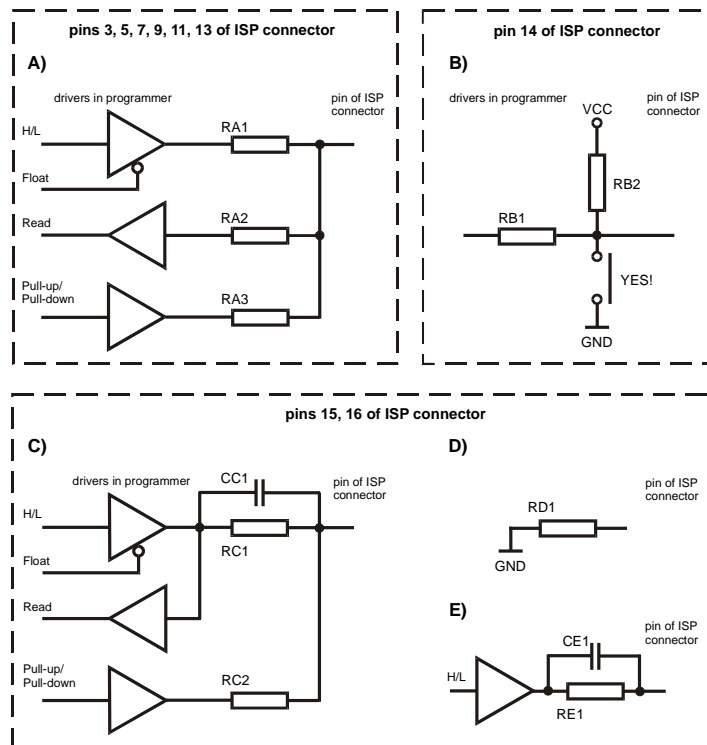 pins 3, 5, 7, 9, 11, 13 of ISP connector
A)
drivers in programmer
pin of ISP
connector
H/L
RA1
Float
Read
RA2
Pull-up/
Pull-down
RA3
pin 14 of ISP connector
B)
drivers in programmer
pin of ISP
connector
VCC
RB2
RB1
YES!
GND
pins 15, 16 of ISP connector
C)
drivers in programmer
CC1
pin of ISP
connector
H/L
RC1
Float
Read
Pull-up/
Pull-down
RC2
D)
pin of ISP
connector
RD1
GND
E)
pin of ISP
connector
CE1
H/L
RE1